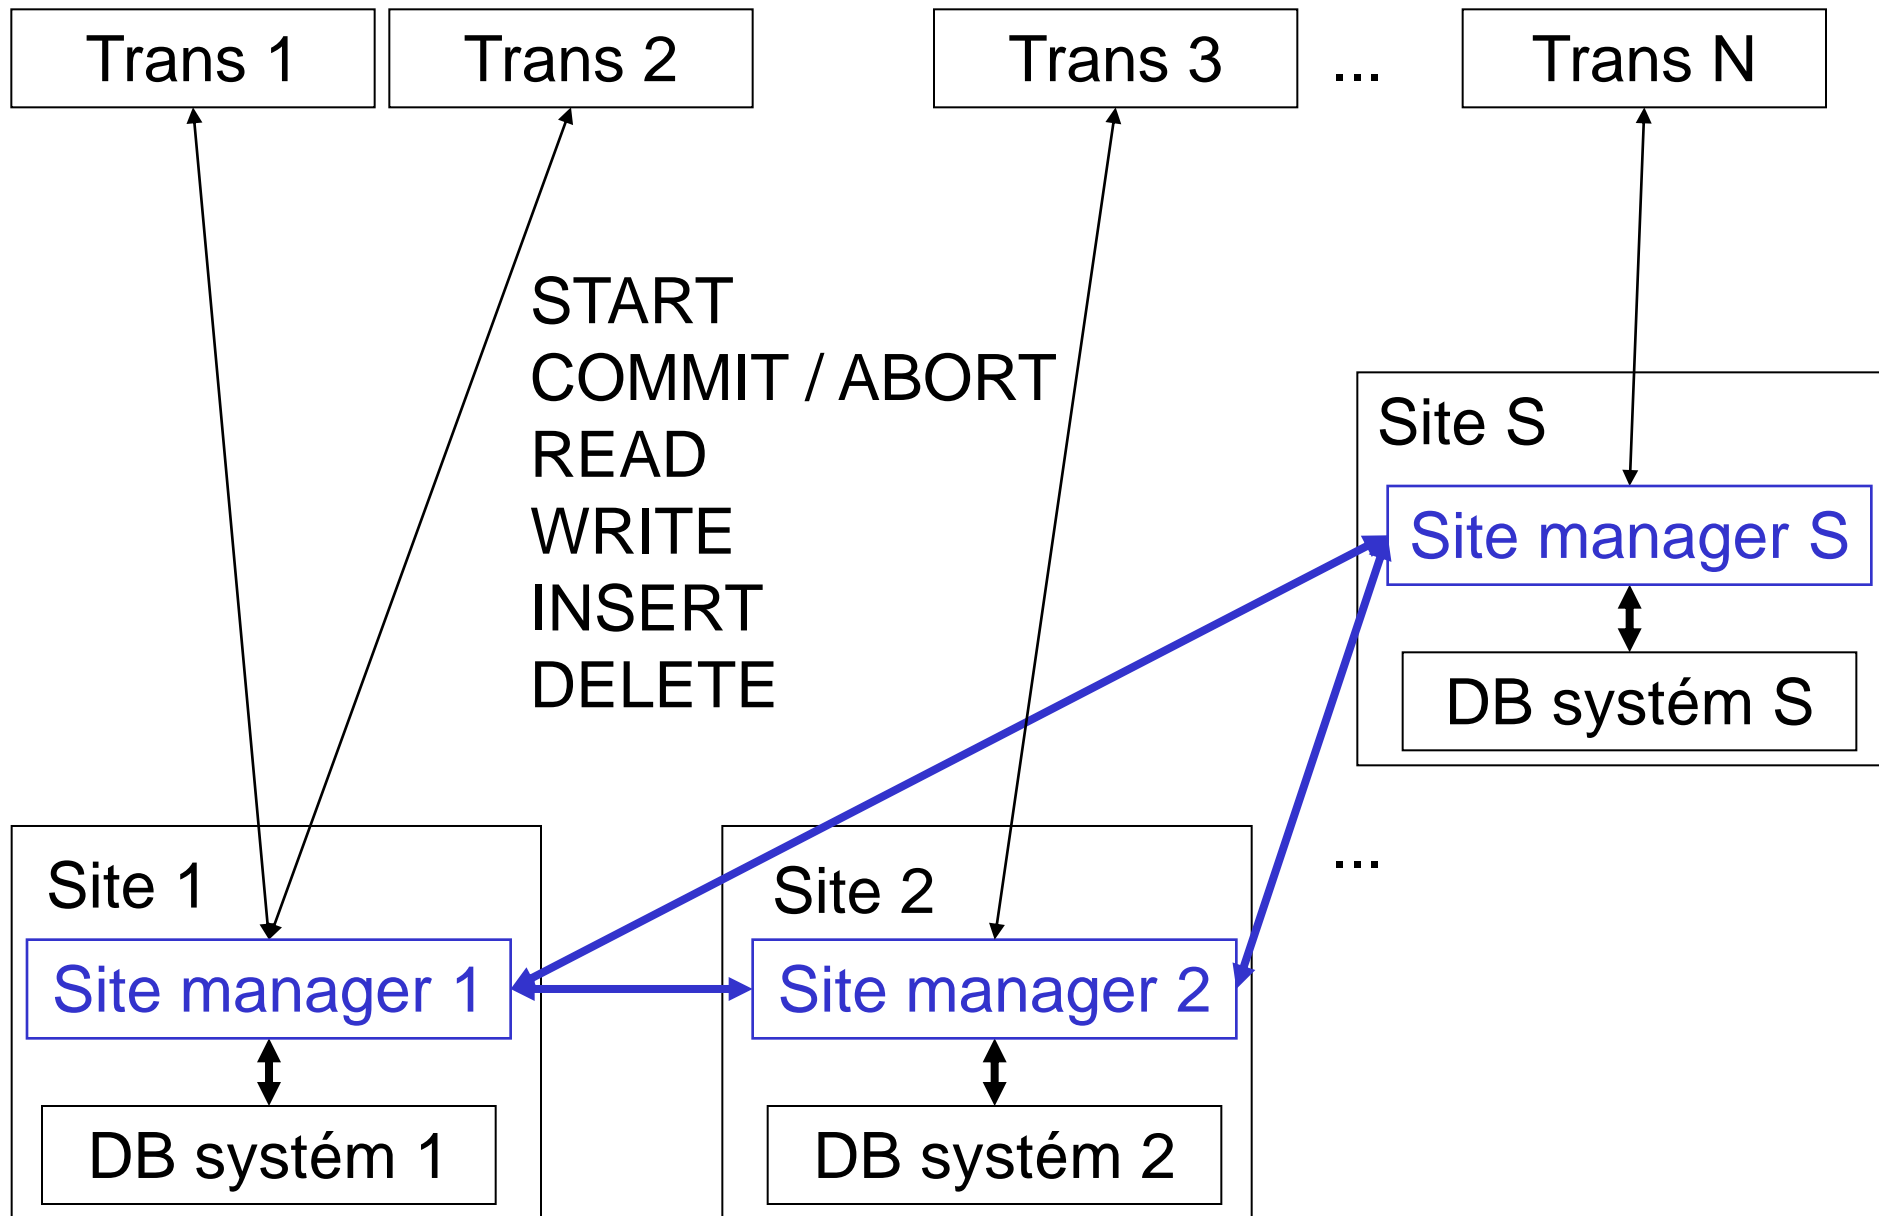 Trans 1
Trans 2
Trans 3
...
Trans N
START
COMMIT / ABORT
READ
WRITE
INSERT
DELETE
Site S
Site manager S
DB systém S
...
Site 1
Site manager 1
DB systém 1
Site 2
Site manager 2
DB systém 2